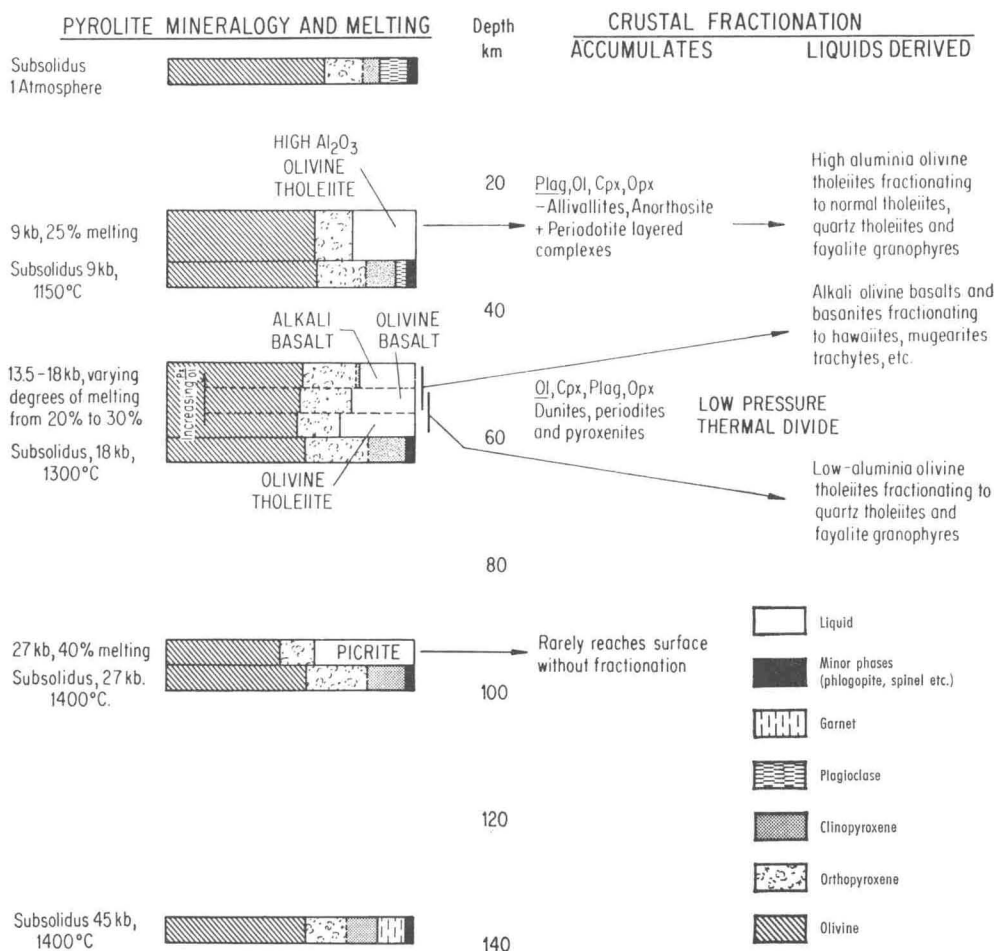 PYROLITE MINERALOGY AND MELTING
Depth
km
CRUSTAL FRACTIONATION
ACCUMULATES
LIQUIDS DERIVED
Subsolidus
1 Atmosphere
HIGH Al₂O₃
OLIVINE
THOLEIITE
9 kb, 25% melting
Subsolidus 9 kb,
1150°C
20
Plag, Ol, Cpx, Opx
– Allivallites, Anorthosite
+ Periodotite layered
complexes
High aluminia olivine
tholeiites fractionating
to normal tholeiites,
quartz tholeiites and
fayalite granophyres
40
ALKALI
BASALT
OLIVINE
BASALT
13.5 – 18 kb, varying
degrees of melting
from 20% to 30%
Subsolidus, 18 kb,
1300°C
Increasing Px
Ol
OLIVINE
THOLEIITE
Alkali olivine basalts and
basanites fractionating
to hawaiites, mugearites
trachytes, etc.
Ol, Cpx, Plag, Opx
Dunites, periodites
and pyroxenites
60
LOW PRESSURE
THERMAL DIVIDE
Low-aluminia olivine
tholeiites fractionating to
quartz tholeiites and
fayalite granophyres
80
27 kb, 40% melting
Subsolidus, 27 kb.
1400°C.
PICRITE
Rarely reaches surface
without fractionation
100
120
Subsolidus 45 kb,
1400°C
140
Liquid
Minor phases
(phlogopite, spinel etc.)
Garnet
Plagioclase
Clinopyroxene
Orthopyroxene
Olivine